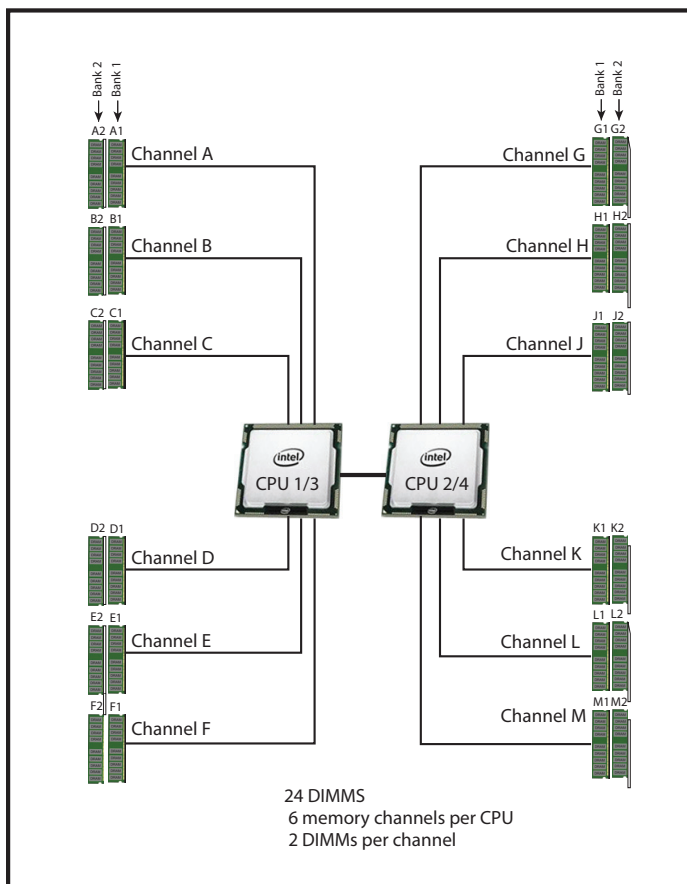 Bank 2
Bank 1
Bank 1
Bank 2
A2 A1
Channel A
G1 G2
Channel G
B2 B1
Channel B
H1 H2
Channel H
C2 C1
Channel C
J1 J2
Channel J
intel
CPU 1/3
intel
CPU 2/4
D2 D1
Channel D
K1 K2
Channel K
E2 E1
Channel E
L1 L2
Channel L
F2 F1
Channel F
M1 M2
Channel M
24 DIMMS
6 memory channels per CPU
2 DIMMs per channel